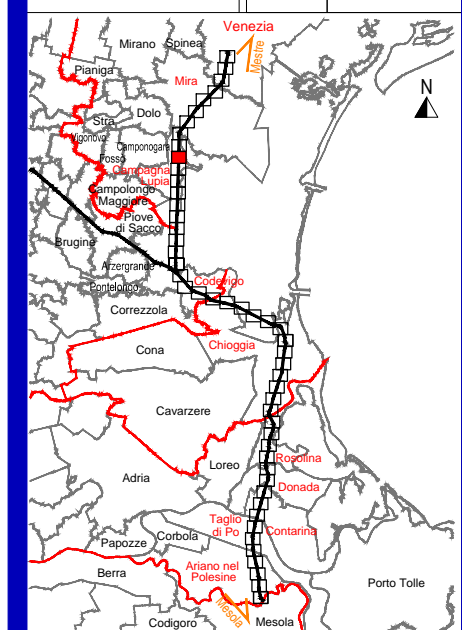 Venezia
Mirano
Spinea
Mestre
Pianiga
Mira
N
Dolo
Stra
Vigonovo
Camponogara
Fossò
Campagna
Lupia
Campolongo
Maggiore
Piove
di Sacco
Brugine
Arzergrande
Codevigo
Pontelongo
Correzzola
Chioggia
Cona
Cavarzere
Rosolina
Loreo
Adria
Donada
Taglio
di Po
Contarina
Corbola
Papozze
Berra
Ariano nel
Polesine
Porto Tolle
Mesola
Mesola
Codigoro